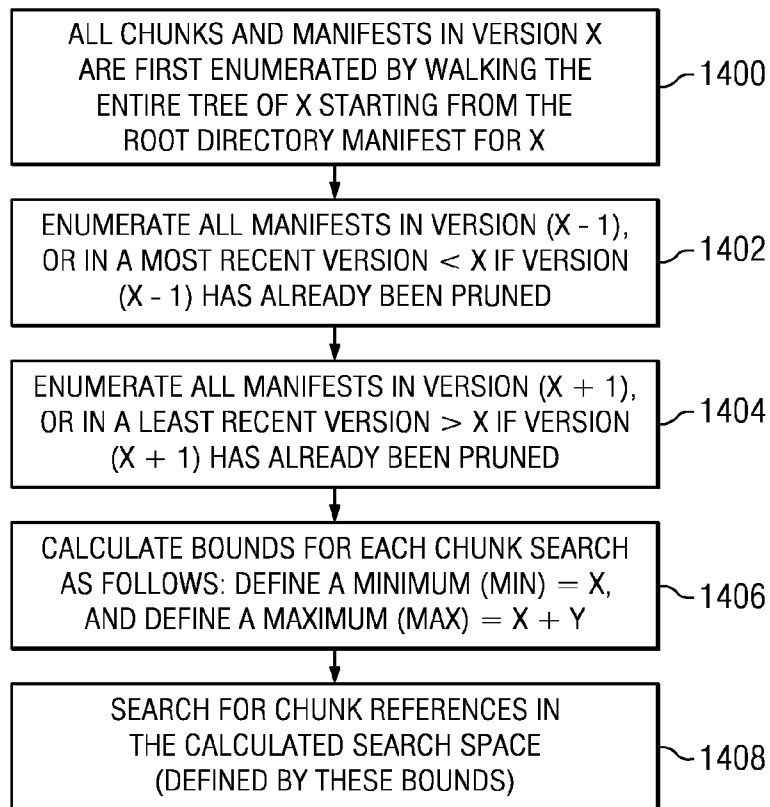 ALL CHUNKS AND MANIFESTS IN VERSION X
ARE FIRST ENUMERATED BY WALKING THE
ENTIRE TREE OF X STARTING FROM THE
ROOT DIRECTORY MANIFEST FOR X
1400
ENUMERATE ALL MANIFESTS IN VERSION (X - 1),
OR IN A MOST RECENT VERSION < X IF VERSION
(X - 1) HAS ALREADY BEEN PRUNED
1402
ENUMERATE ALL MANIFESTS IN VERSION (X + 1),
OR IN A LEAST RECENT VERSION > X IF VERSION
(X + 1) HAS ALREADY BEEN PRUNED
1404
CALCULATE BOUNDS FOR EACH CHUNK SEARCH
AS FOLLOWS: DEFINE A MINIMUM (MIN) = X,
AND DEFINE A MAXIMUM (MAX) = X + Y
1406
SEARCH FOR CHUNK REFERENCES IN
THE CALCULATED SEARCH SPACE
(DEFINED BY THESE BOUNDS)
1408